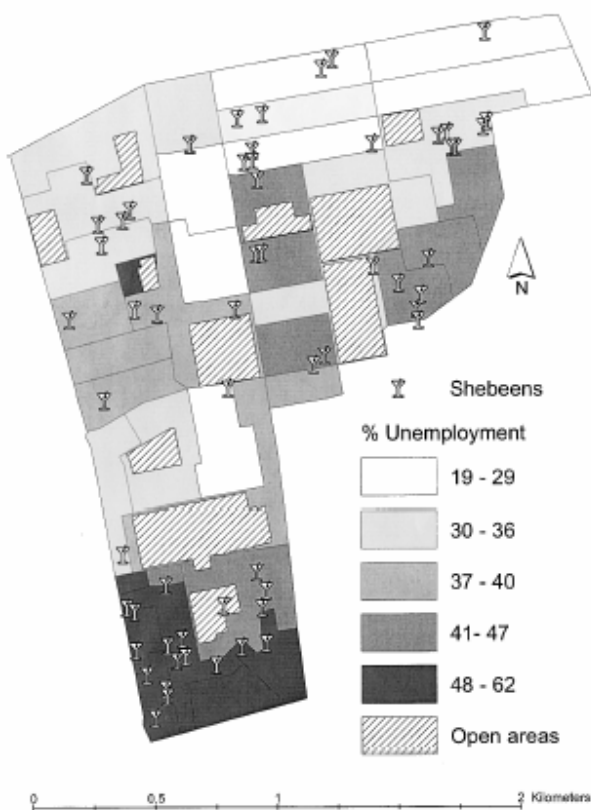 N
Shebeens
% Unemployment
19 - 29
30 - 36
37 - 40
41- 47
48 - 62
Open areas
0 0,5 1 2 Kilometers